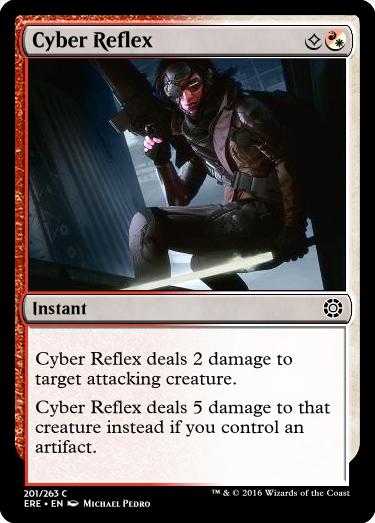 Cyber Reflex
Instant
Cyber Reflex deals 2 damage to
target attacking creature.
Cyber Reflex deals 5 damage to that
creature instead if you control an
artifact.
201/263 C
ERE • EN Michael Pedro
™ & © 2016 Wizards of the Coast